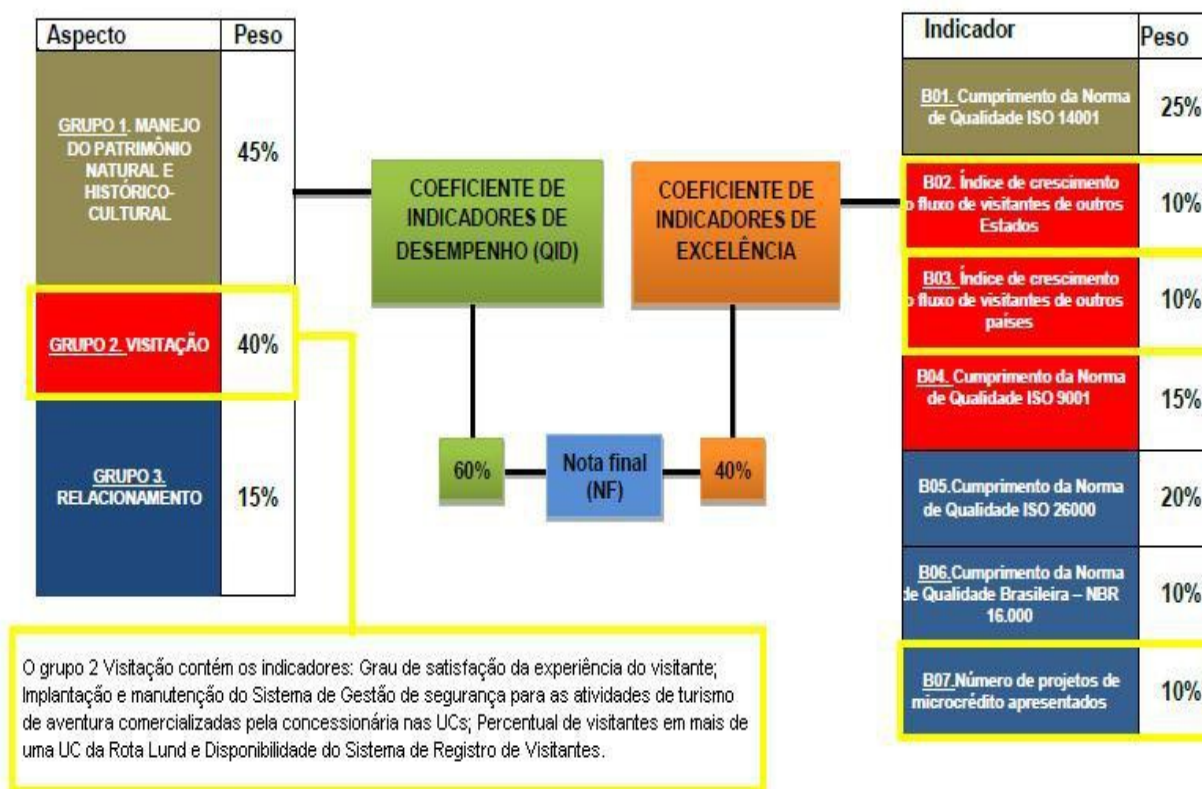 Aspecto
Peso
GRUPO 1. MANEJO
DO PATRIMÔNIO
NATURAL E
HISTÓRICO-
CULTURAL
45%
GRUPO 2. VISITAÇÃO
40%
GRUPO 3.
RELACIONAMENTO
15%
COEFICIENTE DE
INDICADORES DE
DESEMPENHO (QID)
COEFICIENTE DE
INDICADORES DE
EXCELÊNCIA
60%
Nota final
(NF)
40%
Indicador
Peso
B01. Cumprimento da Norma
de Qualidade ISO 14001
25%
B02. Índice de crescimento
o fluxo de visitantes de outros
Estados
10%
B03. Índice de crescimento
o fluxo de visitantes de outros
países
10%
B04. Cumprimento da Norma
de Qualidade ISO 9001
15%
B05.Cumprimento da Norma
de Qualidade ISO 26000
20%
B06.Cumprimento da Norma
de Qualidade Brasileira – NBR
16.000
10%
B07.Número de projetos de
microcrédito apresentados
10%
O grupo 2 Visitação contém os indicadores: Grau de satisfação da experiência do visitante;
Implantação e manutenção do Sistema de Gestão de segurança para as atividades de turismo
de aventura comercializadas pela concessionária nas UCs; Percentual de visitantes em mais de
uma UC da Rota Lund e Disponibilidade do Sistema de Registro de Visitantes.